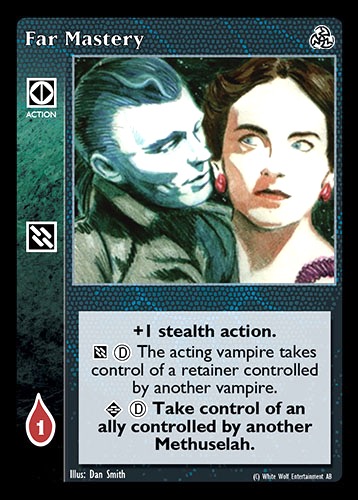 Far Mastery
ACTION
+1 stealth action.
Ⓓ The acting vampire takes
control of a retainer controlled
by another vampire.
Ⓓ Take control of an
ally controlled by another
Methuselah.
1
Illus: Dan Smith
(C) White Wolf Entertainment AB